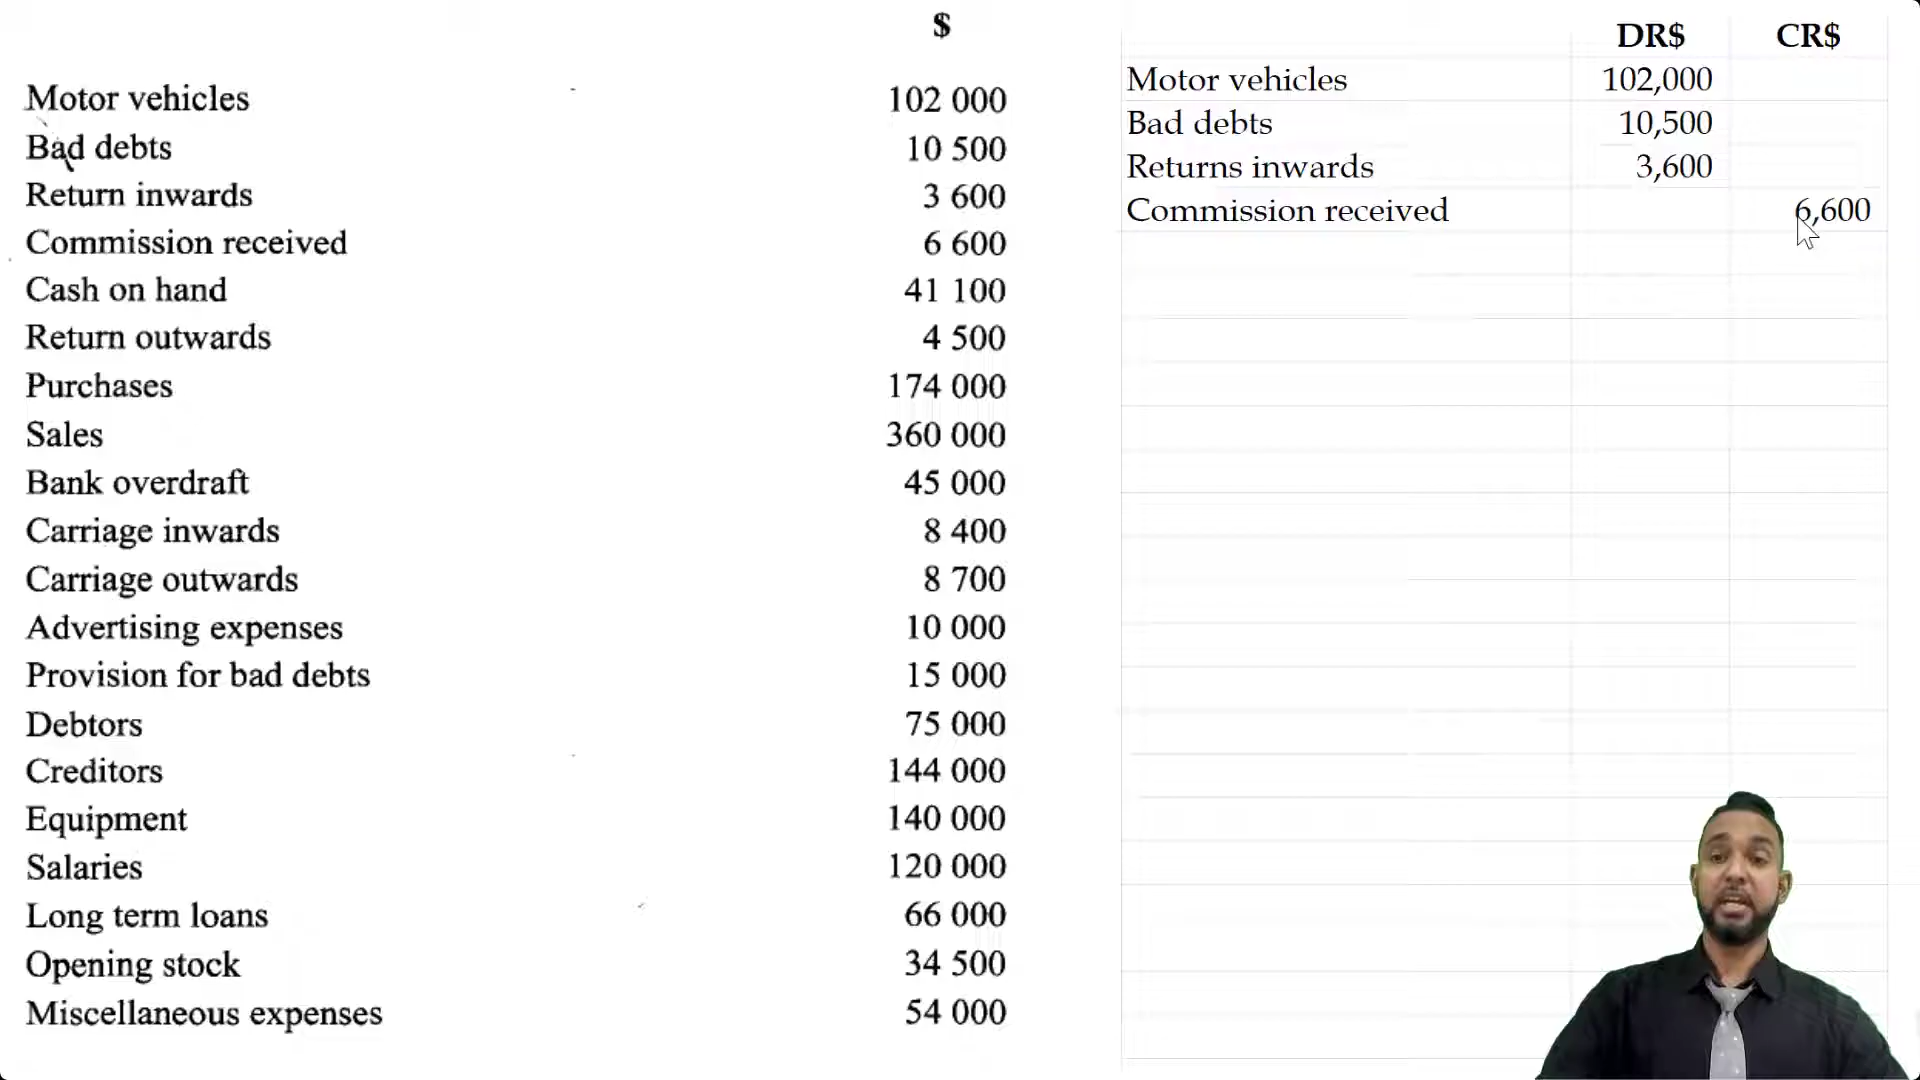 $
Motor vehicles 102 000
Bad debts 10 500
Return inwards 3 600
Commission received 6 600
Cash on hand 41 100
Return outwards 4 500
Purchases 174 000
Sales 360 000
Bank overdraft 45 000
Carriage inwards 8 400
Carriage outwards 8 700
Advertising expenses 10 000
Provision for bad debts 15 000
Debtors 75 000
Creditors 144 000
Equipment 140 000
Salaries 120 000
Long term loans 66 000
Opening stock 34 500
Miscellaneous expenses 54 000
DR$ CR$
Motor vehicles 102,000
Bad debts 10,500
Returns inwards 3,600
Commission received 6,600